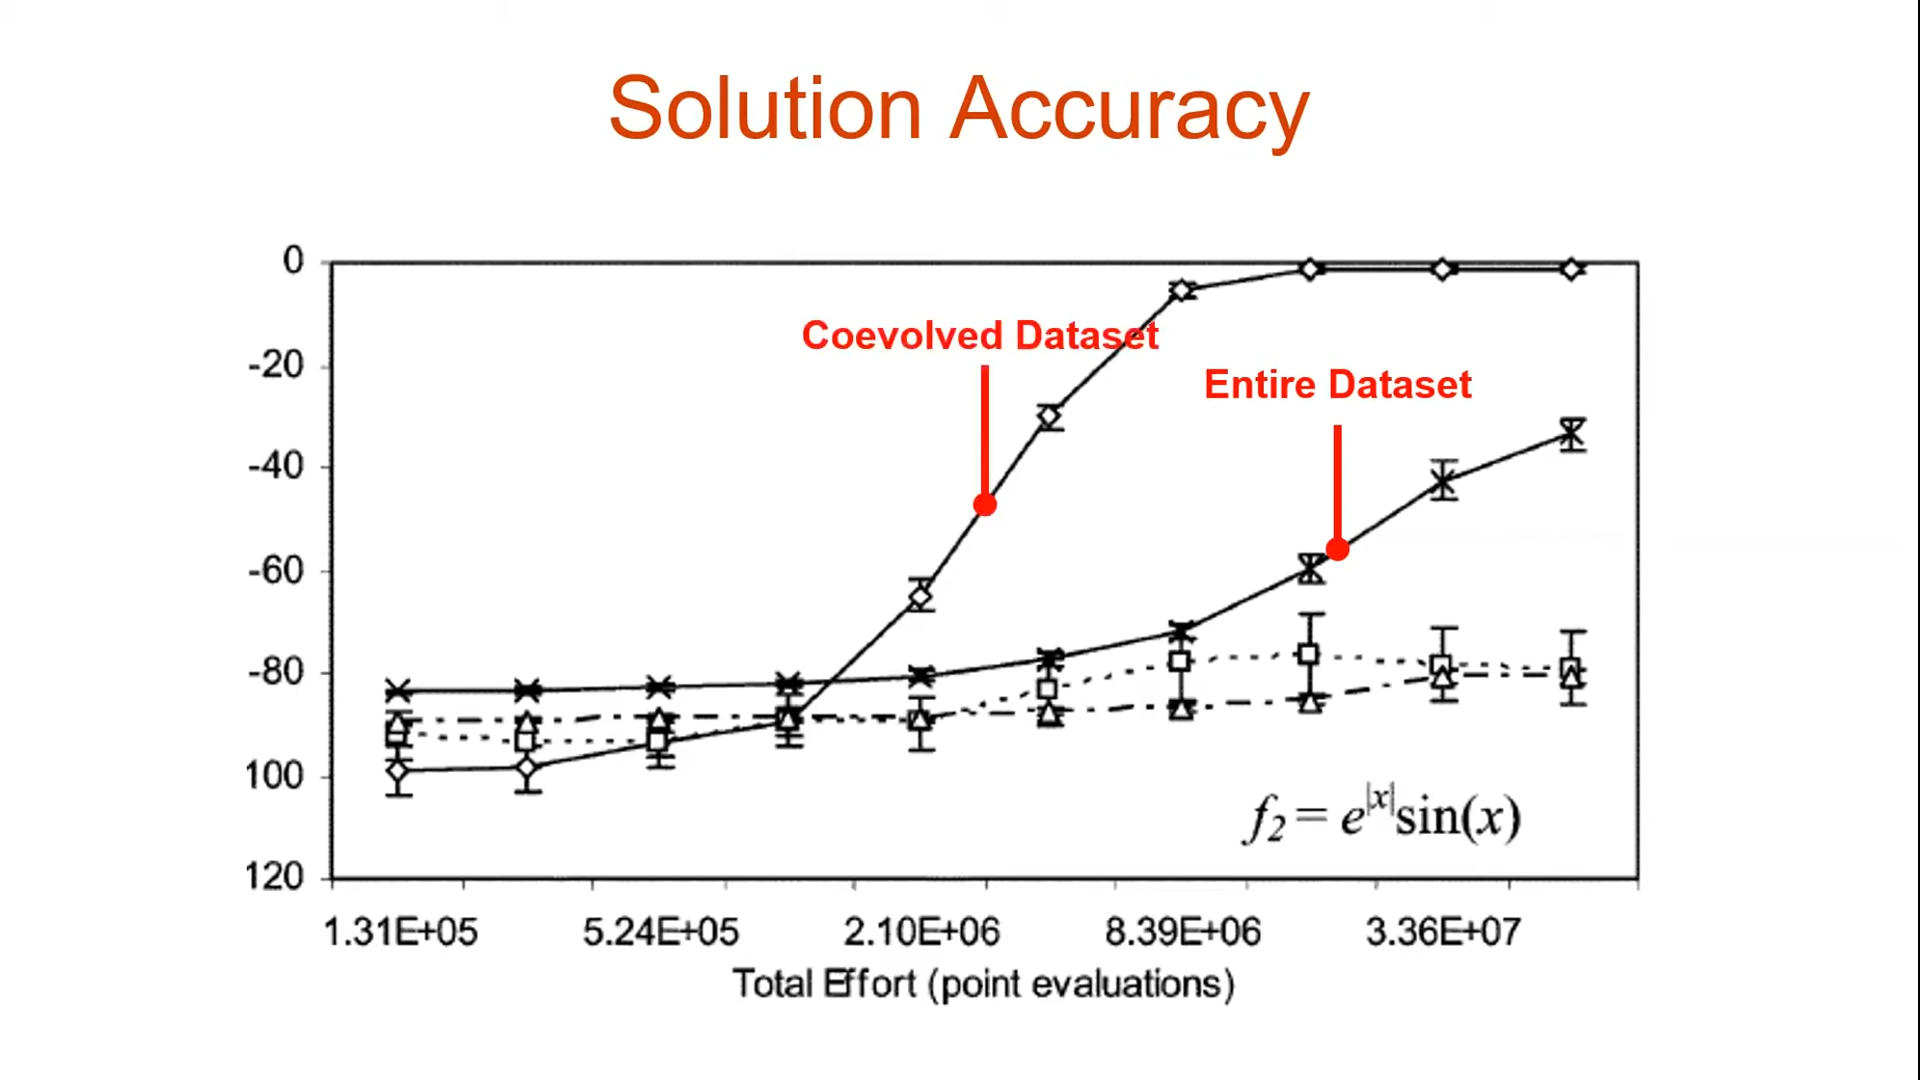 Solution Accuracy
0
Coevolved Dataset
-20
Entire Dataset
-40
-60
-80
100
f₂ = e^|x| sin(x)
120
1.31E+05 5.24E+05 2.10E+06 8.39E+06 3.36E+07
Total Effort (point evaluations)